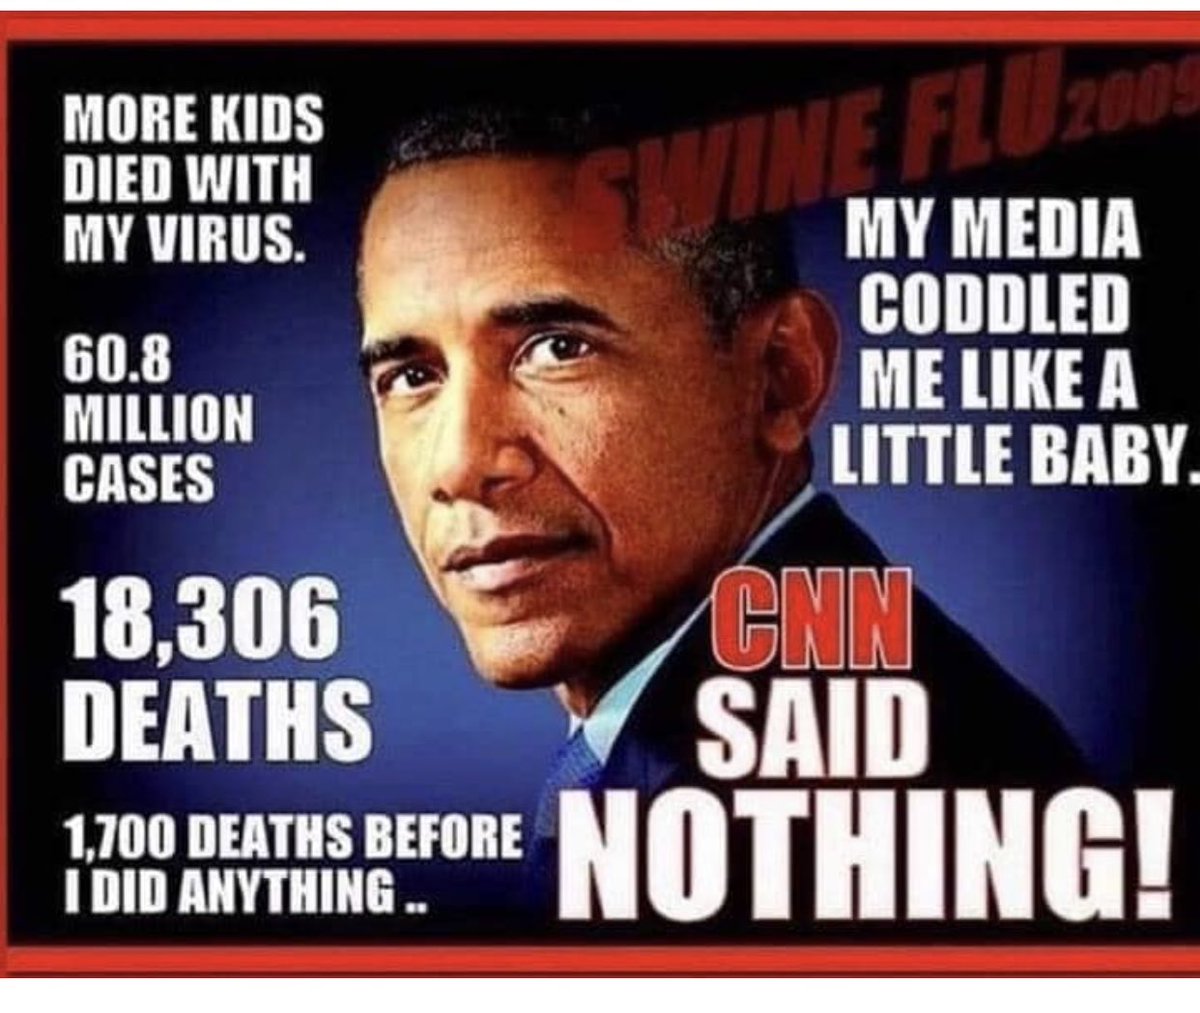 SWINE FLU 2009
MORE KIDS
DIED WITH
MY VIRUS.
60.8
MILLION
CASES
18,306
DEATHS
1,700 DEATHS BEFORE
I DID ANYTHING ..
MY MEDIA
CODDLED
ME LIKE A
LITTLE BABY.
CNN
SAID
NOTHING!